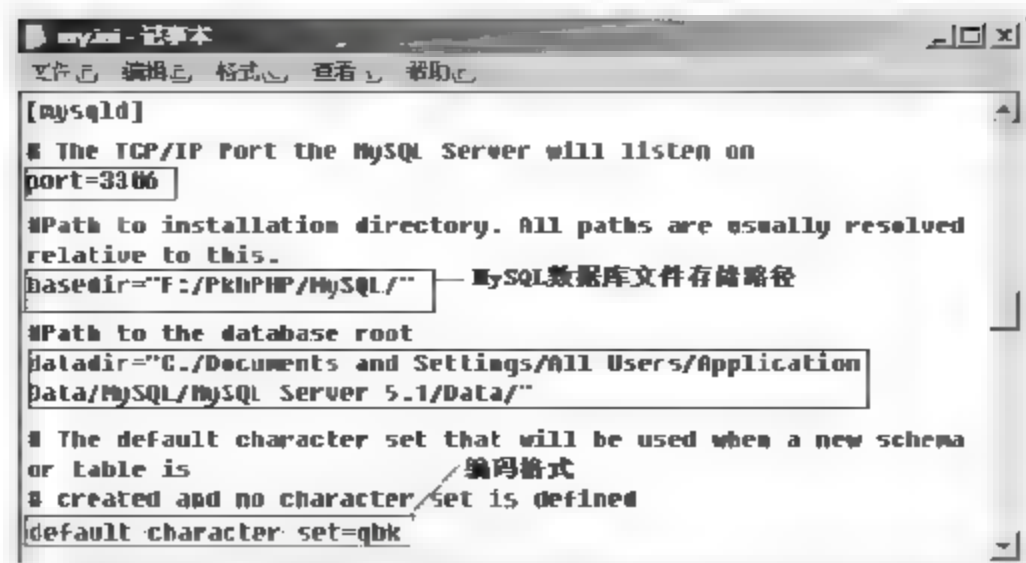 my.ini - 记事本
文件 编辑 格式 查看 帮助
[mysqld]
# The TCP/IP Port the MySQL Server will listen on
port=3306
#Path to installation directory. All paths are usually resolved
relative to this.
basedir="F:/PkhPHP/MySQL/"
MySQL数据库文件存储路径
#Path to the database root
datadir="C:/Documents and Settings/All Users/Application
Data/MySQL/MySQL Server 5.1/Data/"
# The default character set that will be used when a new schema
or table is
编码格式
# created and no character set is defined
default-character-set=gbk